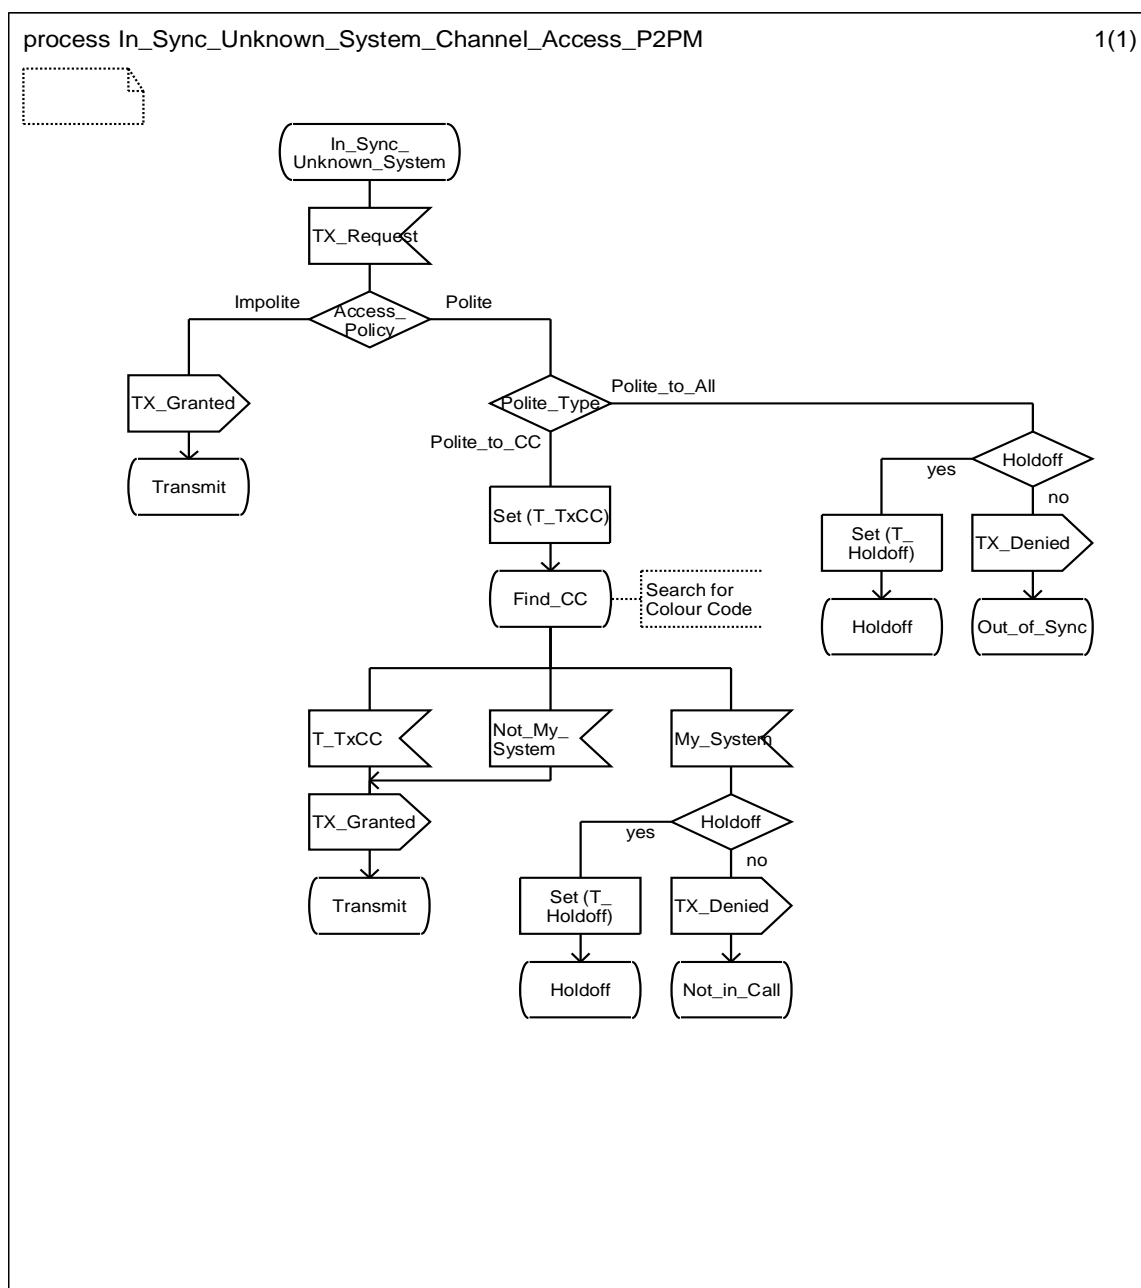 process In_Sync_Unknown_System_Channel_Access_P2PM
1(1)
In_Sync_
Unknown_System
TX_Request
Impolite
Access_
Policy
Polite
TX_Granted
Transmit
Polite_Type
Polite_to_All
Polite_to_CC
Holdoff
yes
no
Set (T_TxCC)
Set (T_
Holdoff)
TX_Denied
Find_CC
Search for
Colour Code
Holdoff
Out_of_Sync
T_TxCC
Not_My_
System
My_System
TX_Granted
Holdoff
yes
no
Transmit
Set (T_
Holdoff)
TX_Denied
Holdoff
Not_in_Call